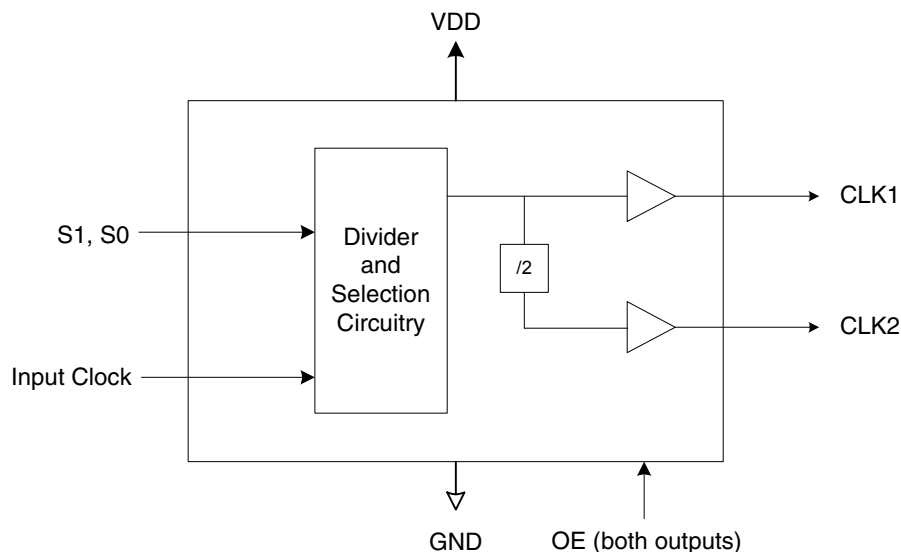 VDD
S1, S0
Input Clock
Divider
and
Selection
Circuitry
/2
CLK1
CLK2
GND
OE (both outputs)